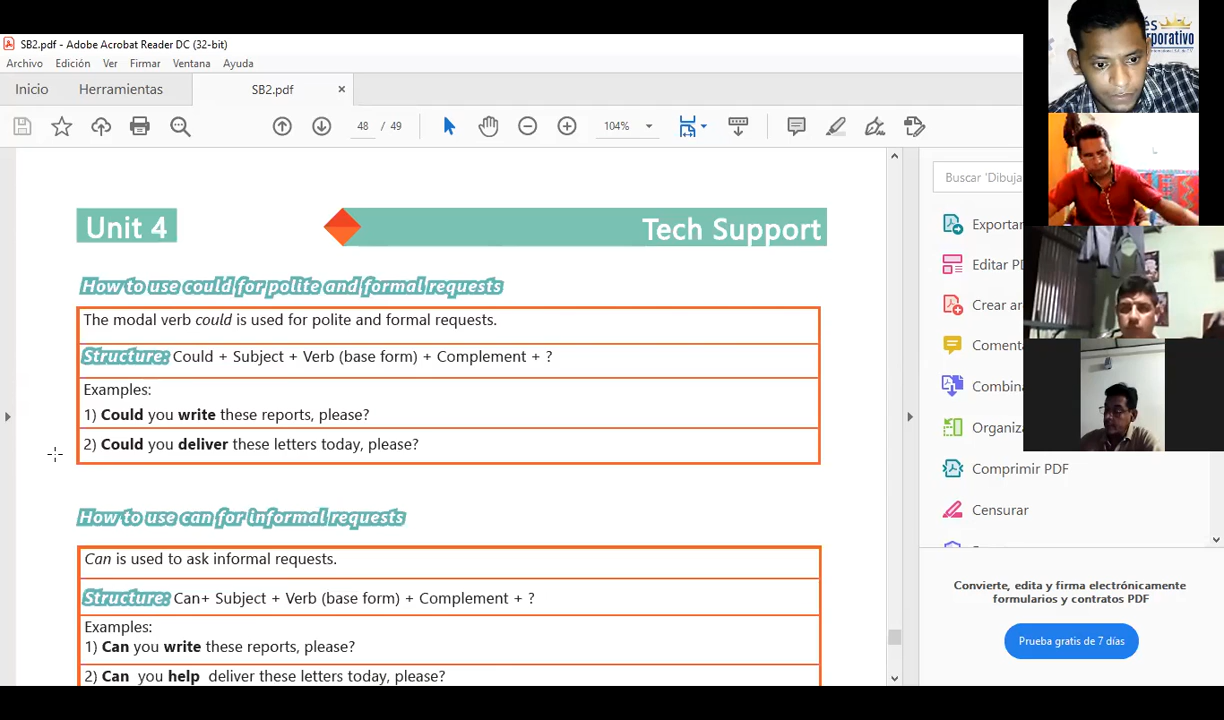 SB2.pdf - Adobe Acrobat Reader DC (32-bit)
Archivo Edición Ver Firmar Ventana Ayuda
Inicio Herramientas SB2.pdf ×
48 / 49 104%
Unit 4 Tech Support
How to use could for polite and formal requests
The modal verb could is used for polite and formal requests.
Structure: Could + Subject + Verb (base form) + Complement + ?
Examples:
1) Could you write these reports, please?
2) Could you deliver these letters today, please?
How to use can for informal requests
Can is used to ask informal requests.
Structure: Can+ Subject + Verb (base form) + Complement + ?
Examples:
1) Can you write these reports, please?
2) Can you help deliver these letters today, please?
Buscar 'Dibuja
Exportar
Editar PD
Crear ar
Comenta
Combina
Organiza
Comprimir PDF
Censurar
Convierte, edita y firma electrónicamente
formularios y contratos PDF
Prueba gratis de 7 días
és
rporativo